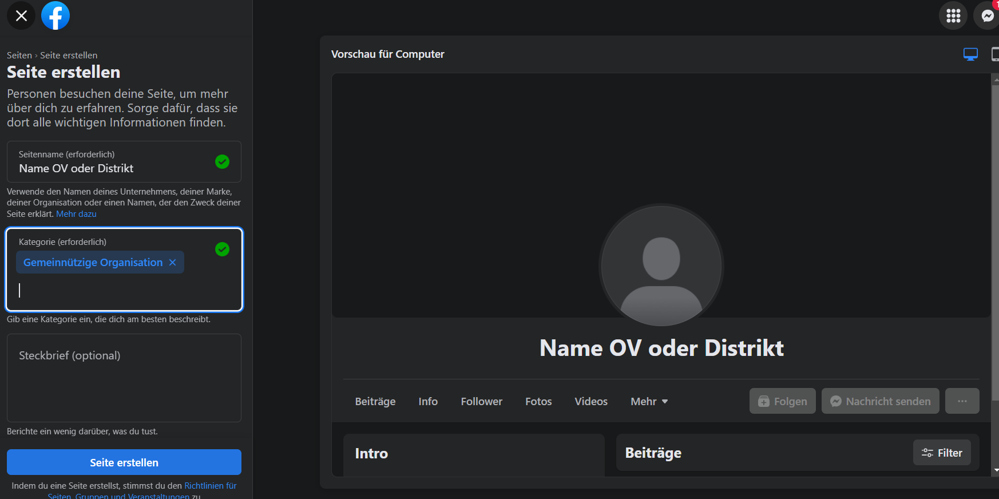 Seiten › Seite erstellen
Seite erstellen
Personen besuchen deine Seite, um mehr
über dich zu erfahren. Sorge dafür, dass sie
dort alle wichtigen Informationen finden.
Seitenname (erforderlich)
Name OV oder Distrikt
Verwende den Namen deines Unternehmens, deiner Marke,
deiner Organisation oder einen Namen, der den Zweck deiner
Seite erklärt. Mehr dazu
Kategorie (erforderlich)
Gemeinnützige Organisation
Gib eine Kategorie ein, die dich am besten beschreibt.
Steckbrief (optional)
Berichte ein wenig darüber, was du tust.
Seite erstellen
Indem du eine Seite erstellst, stimmst du den Richtlinien für
Seiten, Gruppen und Veranstaltungen zu
Vorschau für Computer
Name OV oder Distrikt
Beiträge Info Follower Fotos Videos Mehr Folgen Nachricht senden
Intro
Beiträge Filter